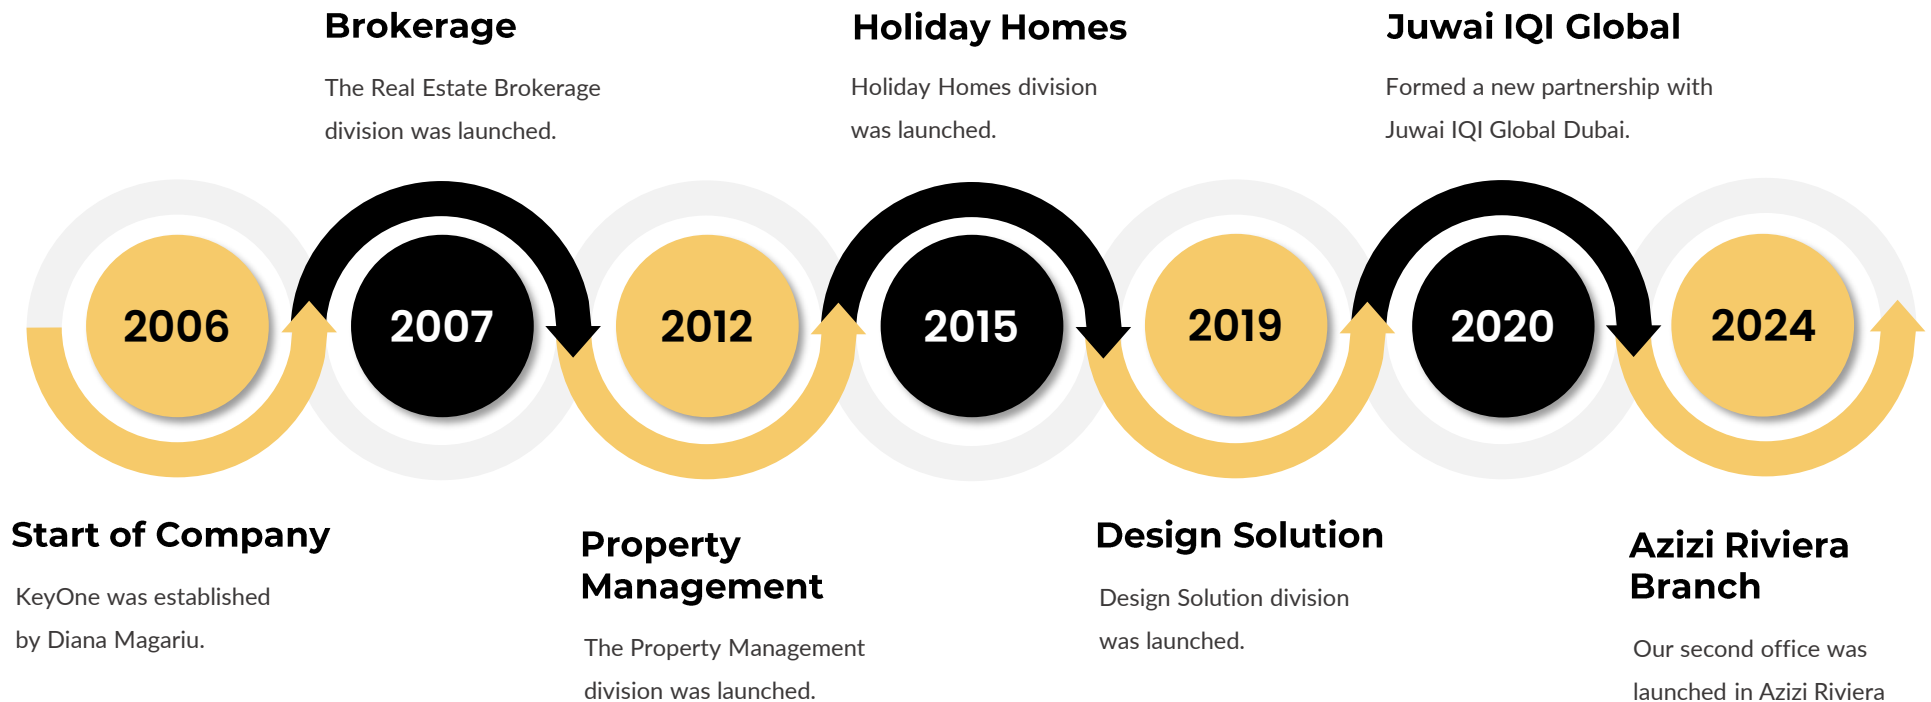 Brokerage
The Real Estate Brokerage
division was launched.
Holiday Homes
Holiday Homes division
was launched.
Juwai IQI Global
Formed a new partnership with
Juwai IQI Global Dubai.
2006
2007
2012
2015
2019
2020
2024
Start of Company
KeyOne was established
by Diana Magariu.
Property
Management
The Property Management
division was launched.
Design Solution
Design Solution division
was launched.
Azizi Riviera
Branch
Our second office was
launched in Azizi Riviera